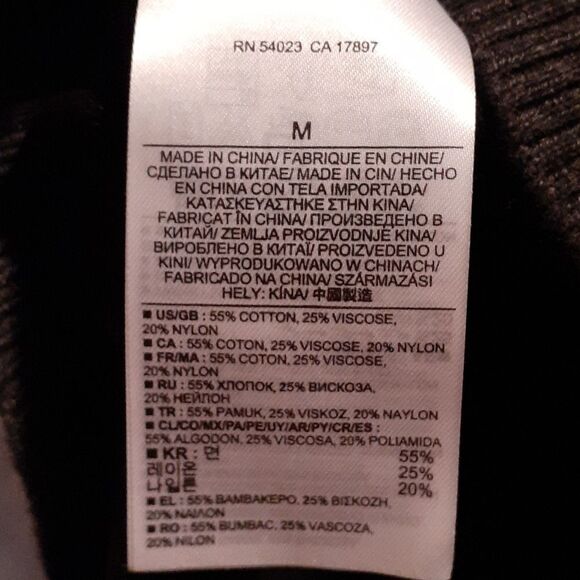 RN 54023 CA 17897
M
MADE IN CHINA/ FABRIQUE EN CHINE/
СДЕЛАНО В КИТАЕ/ MADE IN CIN/ HECHO
EN CHINA CON TELA IMPORTADA/
ΚΑΤΑΣΚΕΥΑΣΤΗΚΕ ΣΤΗΝ ΚΙΝΑ/
FABRICAT ÎN CHINA/ ПРОИЗВЕДЕНО В
КИТАЙ/ ZEMLJA PROIZVODNJE KINA/
ВИРОБЛЕНО В КИТАЇ/ PROIZVEDENO U
KINI/ WYPRODUKOWANO W CHINACH/
FABRICADO NA CHINA/ SZÁRMAZÁSI
HELY: KÍNA/ 中國製造
■ US/GB : 55% COTTON, 25% VISCOSE,
20% NYLON
■ CA : 55% COTON, 25% VISCOSE, 20% NYLON
■ FR/MA : 55% COTON, 25% VISCOSE,
20% NYLON
■ RU : 55% ХЛОПОК, 25% ВИСКОЗА,
20% НЕЙЛОН
■ TR : 55% PAMUK, 25% VISKOZ, 20% NAYLON
■ CL/CO/MX/PA/PE/UY/AR/PY/CR/ES :
55% ALGODON, 25% VISCOSA, 20% POLIAMIDA
■ KR : 면 55%
레이온 25%
나일론 20%
■ EL : 55% ΒΑΜΒΑΚΕΡΟ, 25% ΒΙΣΚΟΖΗ,
20% ΝΑΙΛΟΝ
■ RO : 55% BUMBAC, 25% VASCOZA,
20% NILON